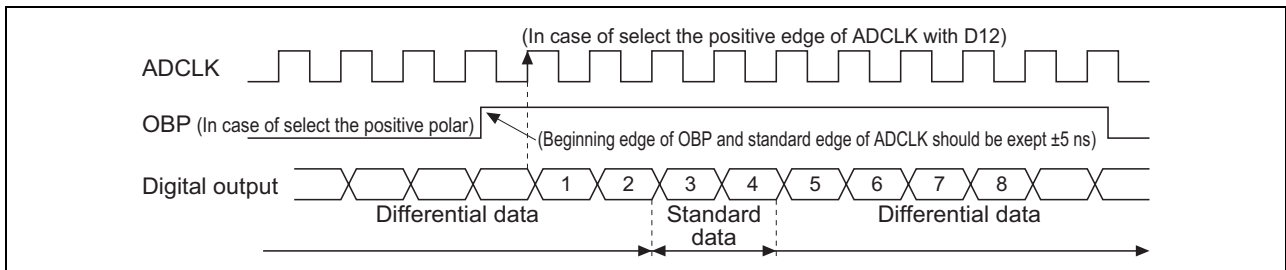 (In case of select the positive edge of ADCLK with D12)
ADCLK
OBP (In case of select the positive polar)
(Beginning edge of OBP and standard edge of ADCLK should be exept ±5 ns)
Digital output
1 2 3 4 5 6 7 8
Differential data
Standard
data
Differential data